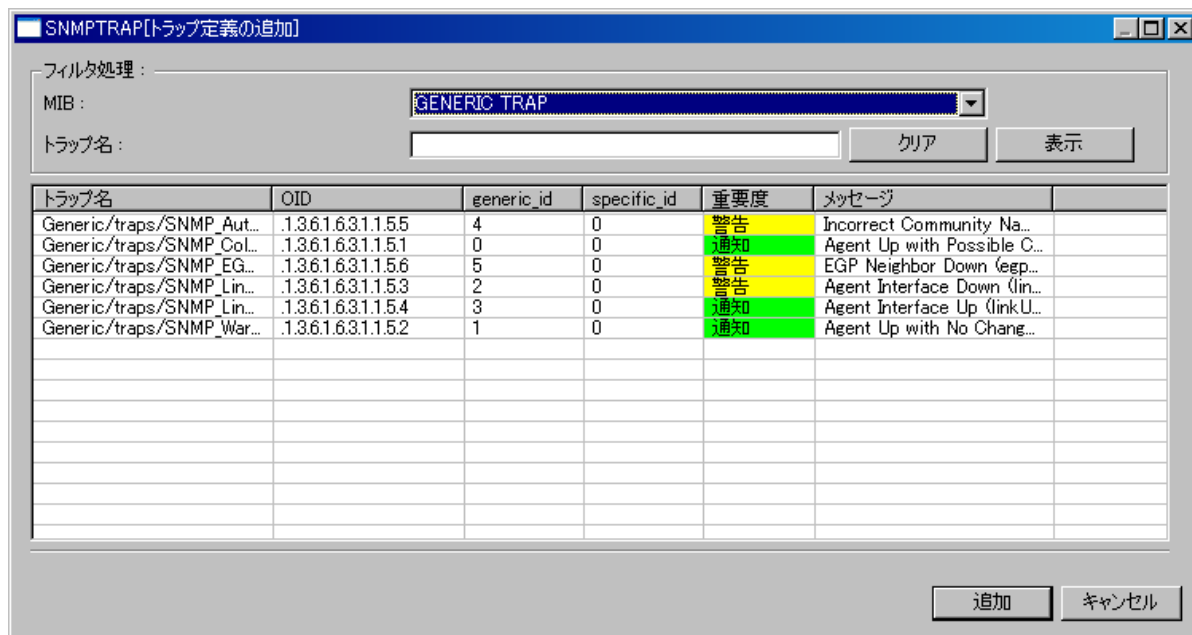 SNMPTRAP[トラップ定義の追加]
フィルタ処理：
MIB： GENERIC TRAP
トラップ名： クリア 表示
トラップ名 OID generic_id specific_id 重要度 メッセージ
Generic/traps/SNMP_Aut... .1.3.6.1.6.3.1.1.5.5 4 0 警告 Incorrect Community Na...
Generic/traps/SNMP_Col... .1.3.6.1.6.3.1.1.5.1 0 0 通知 Agent Up with Possible C...
Generic/traps/SNMP_EG... .1.3.6.1.6.3.1.1.5.6 5 0 警告 EGP Neighbor Down (egp...
Generic/traps/SNMP_Lin... .1.3.6.1.6.3.1.1.5.3 2 0 警告 Agent Interface Down (lin...
Generic/traps/SNMP_Lin... .1.3.6.1.6.3.1.1.5.4 3 0 通知 Agent Interface Up (linkU...
Generic/traps/SNMP_War... .1.3.6.1.6.3.1.1.5.2 1 0 通知 Agent Up with No Chang...
追加 キャンセル